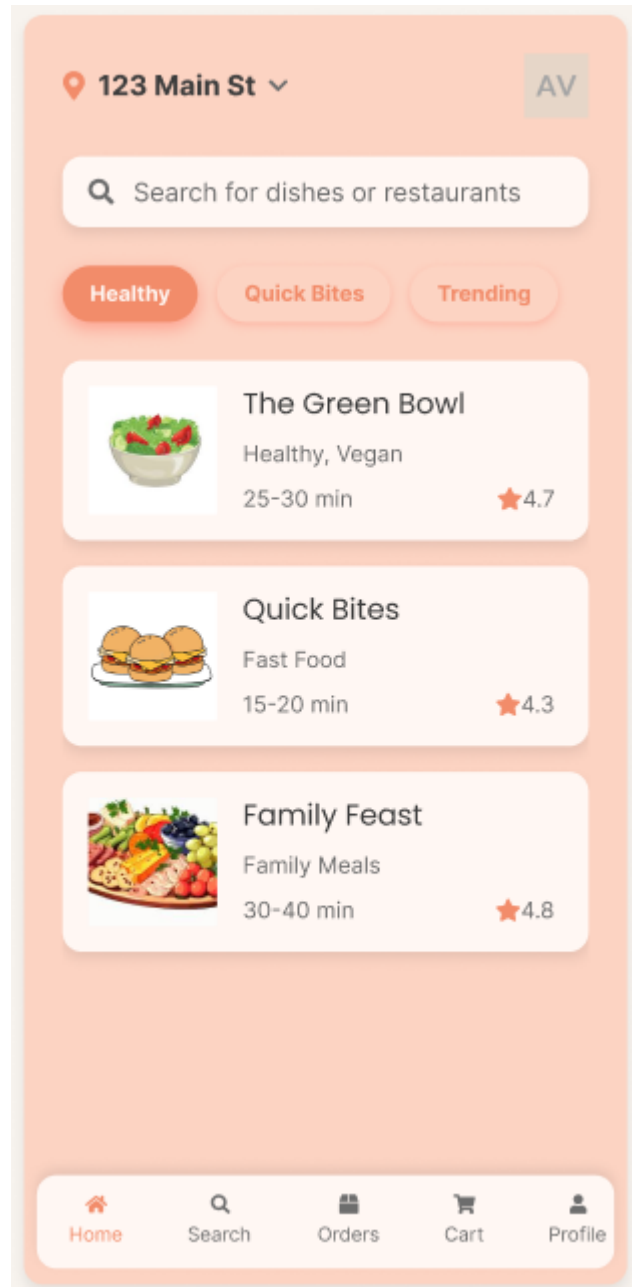 123 Main St
AV
Search for dishes or restaurants
Healthy Quick Bites Trending
The Green Bowl
Healthy, Vegan
25-30 min 4.7
Quick Bites
Fast Food
15-20 min 4.3
Family Feast
Family Meals
30-40 min 4.8
Home Search Orders Cart Profile